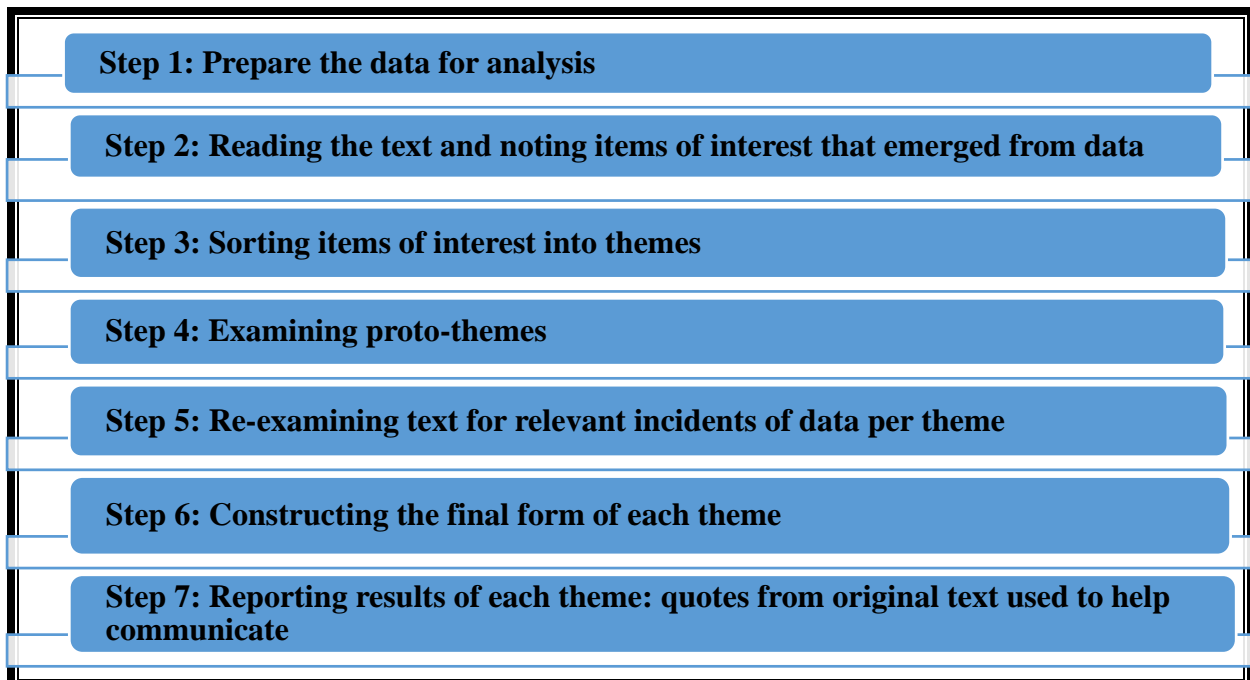 Step 1: Prepare the data for analysis
Step 2: Reading the text and noting items of interest that emerged from data
Step 3: Sorting items of interest into themes
Step 4: Examining proto-themes
Step 5: Re-examining text for relevant incidents of data per theme
Step 6: Constructing the final form of each theme
Step 7: Reporting results of each theme: quotes from original text used to help
communicate